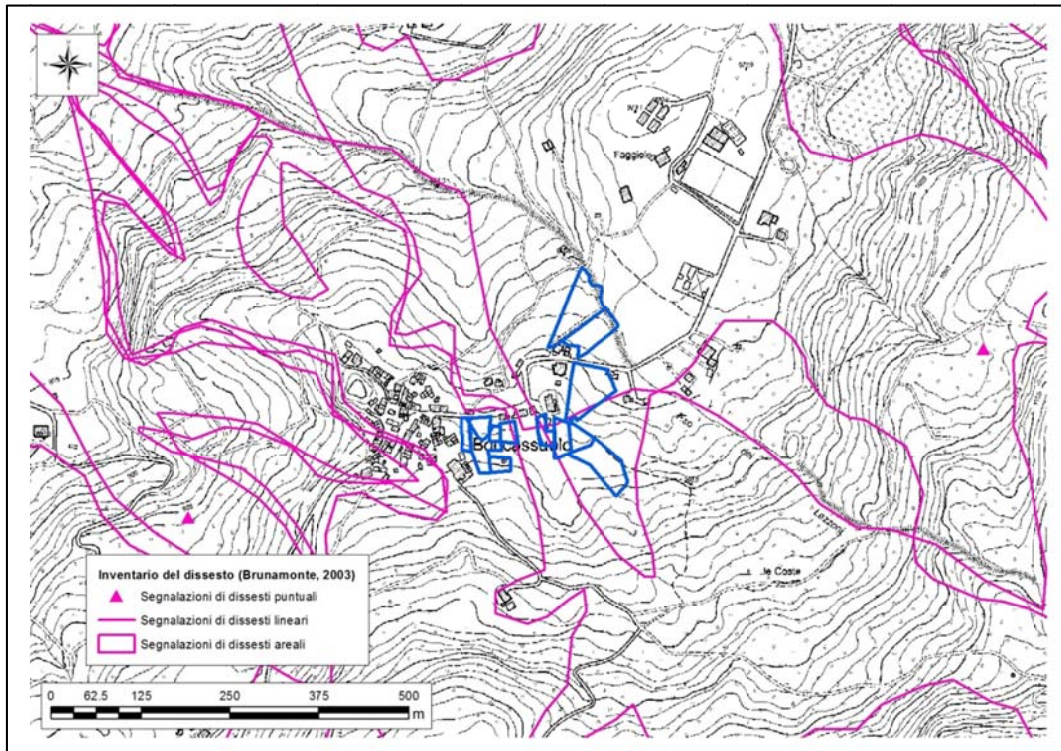 Faggiolo
Boccassuolo
Lezzoni
le Coste
Inventario del dissesto (Brunamonte, 2003)
Segnalazioni di dissesti puntuali
Segnalazioni di dissesti lineari
Segnalazioni di dissesti areali
0 62.5 125 250 375 500
m